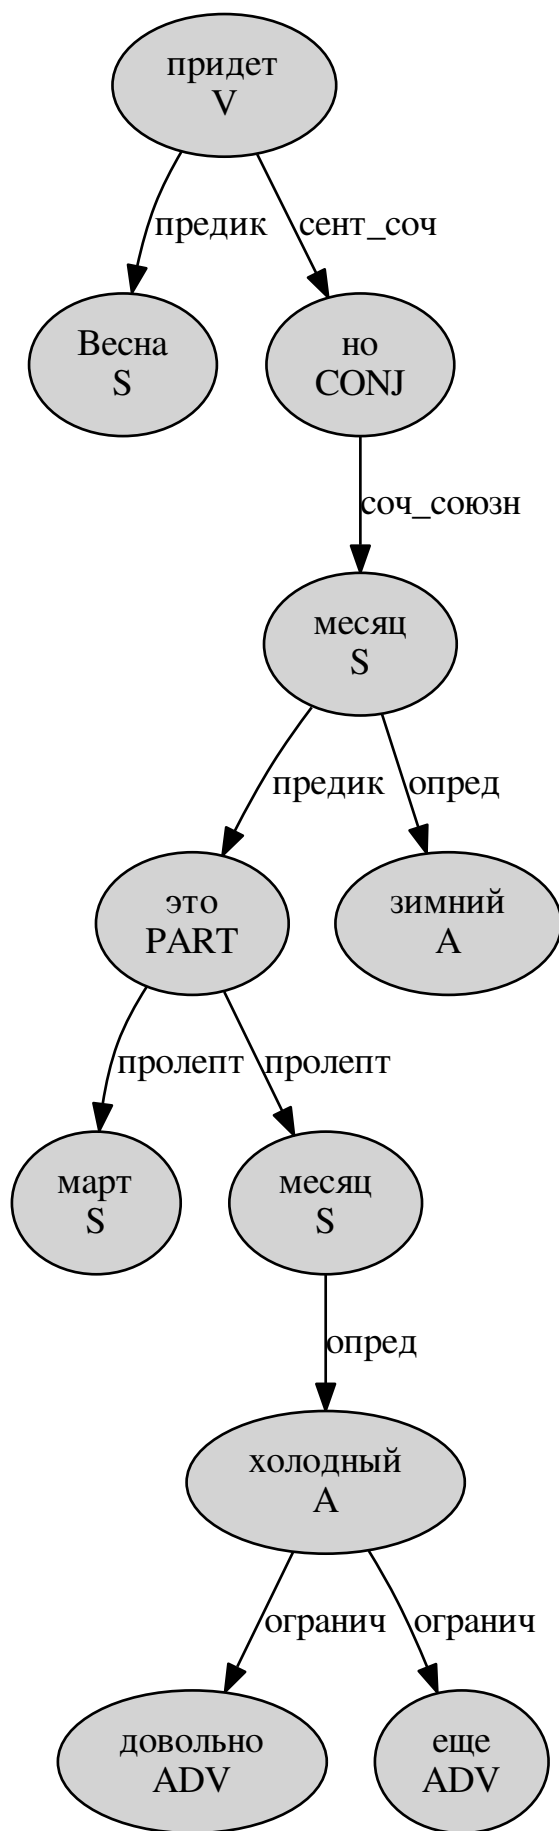 придет
V
предик
сент_соч
Весна
S
но
CONJ
соч_союзн
месяц
S
предик
опред
это
PART
зимний
A
пролепт
пролепт
март
S
месяц
S
опред
холодный
A
огранич
огранич
довольно
ADV
еще
ADV